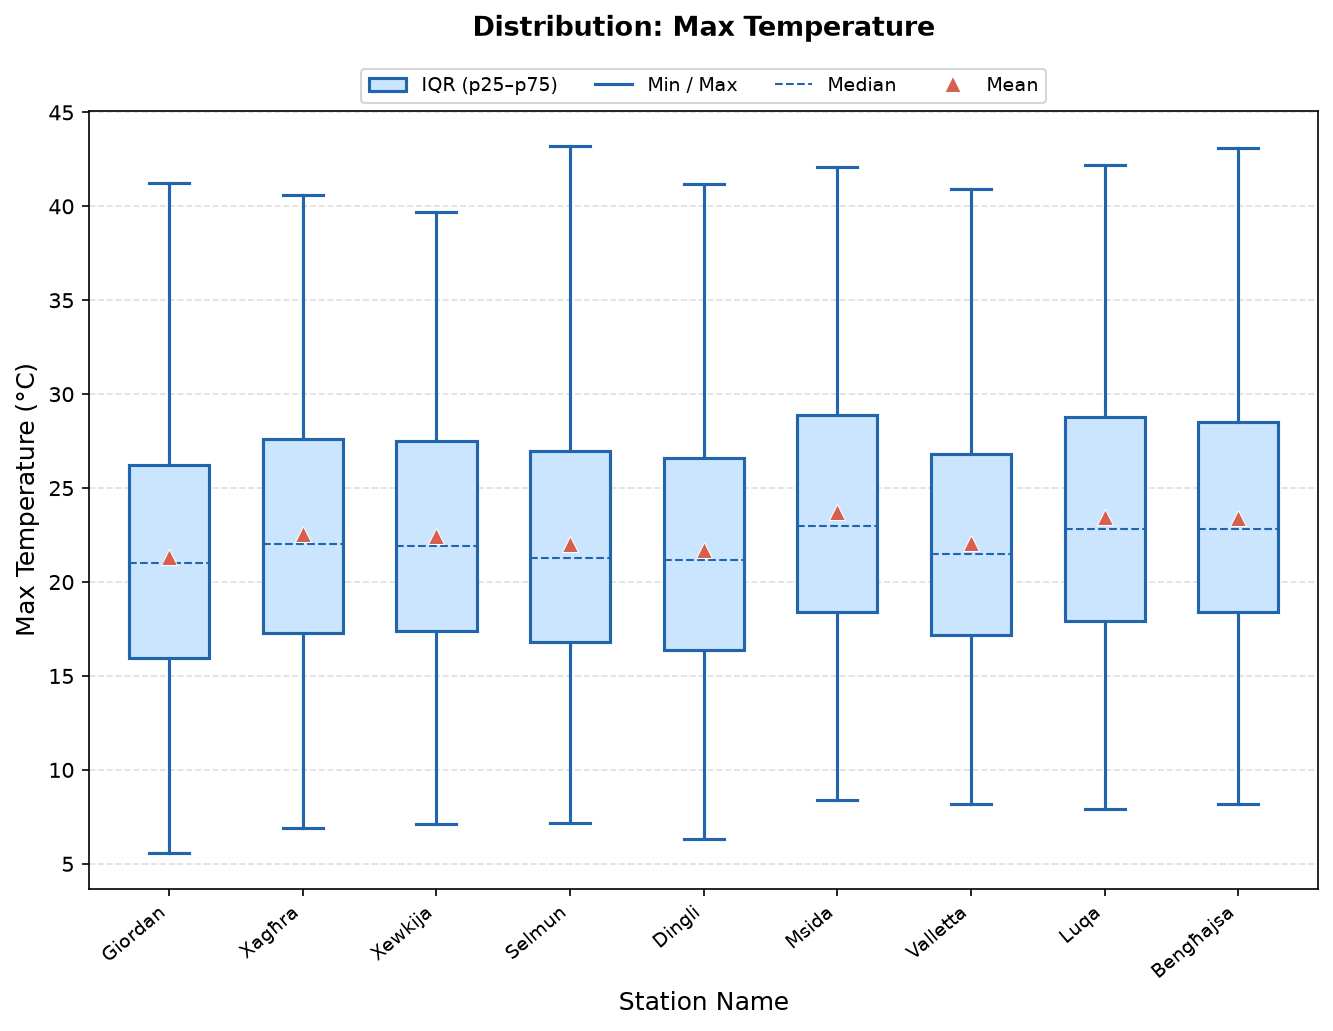 Distribution: Max Temperature
IQR (p25–p75) Min / Max Median Mean
45
40
35
30
25
20
15
10
5
Max Temperature (°C)
Giordan Xagħra Xewkija Selmun Dingli Msida Valletta Luqa Bengħajsa
Station Name